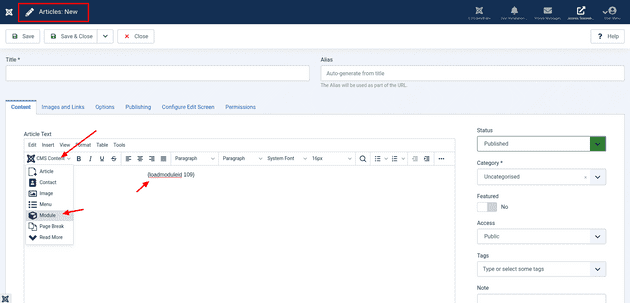 Articles: New
Save
Save & Close
Close
Help
Title *
Alias
Auto-generate from title
The Alias will be used as part of the URL.
Content
Images and Links
Options
Publishing
Configure Edit Screen
Permissions
Article Text
Edit Insert View Format Table Tools
CMS Content B I U S Paragraph Paragraph System Font 16px
Article
Contact
Image
Menu
Module
Page Break
Read More
{loadmoduleid 109}
Status
Published
Category *
Uncategorised
Featured
No
Access
Public
Tags
Type or select some tags
Note